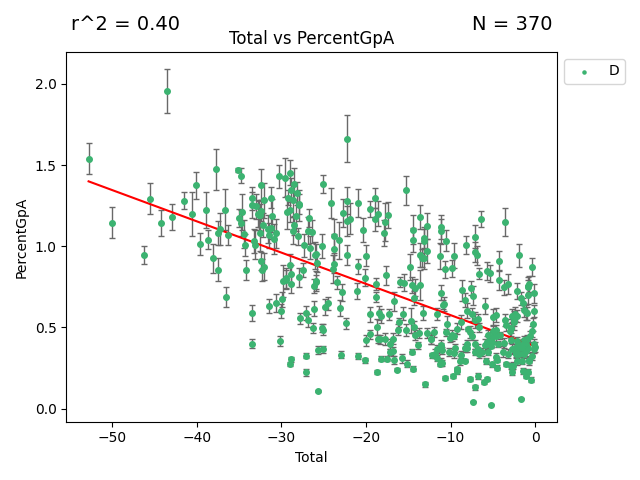 r^2 = 0.40 N = 370
Total vs PercentGpA
D
PercentGpA
2.0
1.5
1.0
0.5
0.0
−50 −40 −30 −20 −10 0
Total